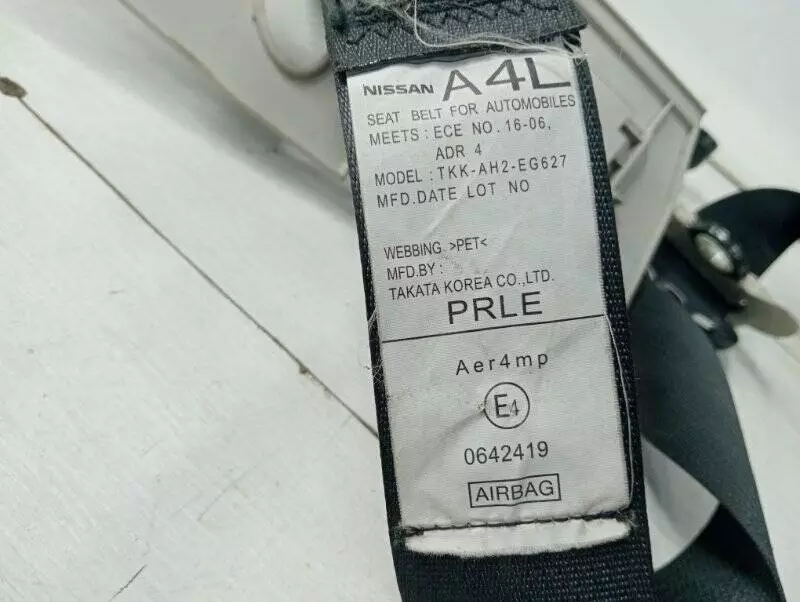 NISSAN A4L
SEAT BELT FOR AUTOMOBILES
MEETS : ECE NO. 16-06,
ADR 4
MODEL : TKK-AH2-EG627
MFD.DATE LOT NO
WEBBING >PET<
MFD.BY :
TAKATA KOREA CO.,LTD.
PRLE
Aer4mp
E4
0642419
AIRBAG